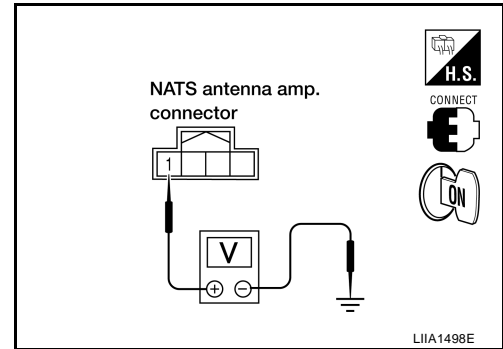 NATS antenna amp.
connector
H.S.
CONNECT
1
ON
V
+ −
LIIA1498E